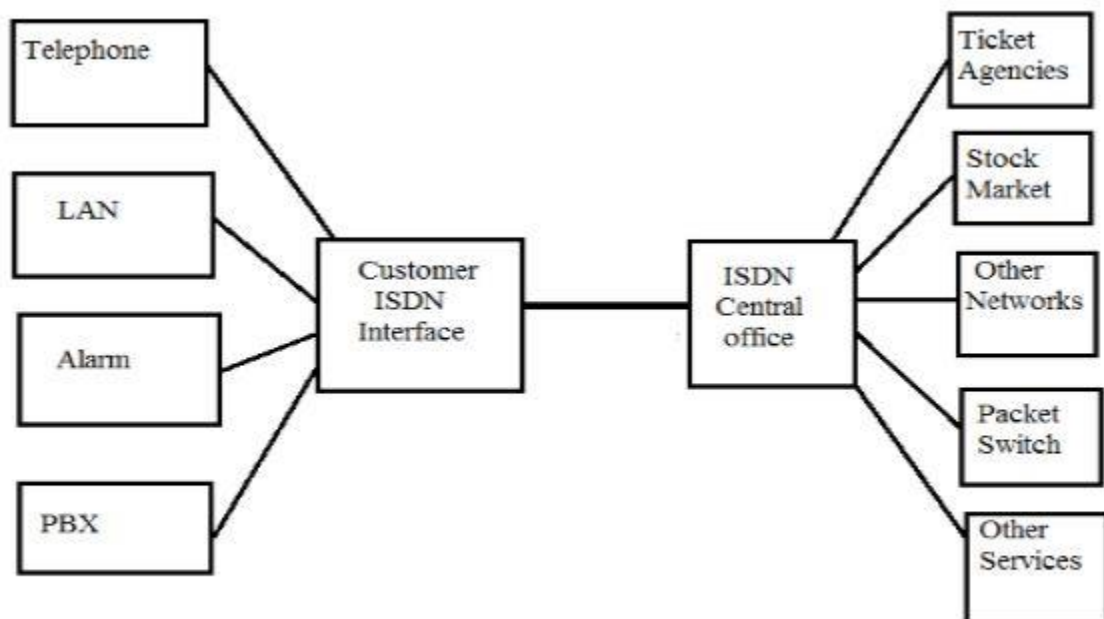 Telephone
LAN
Alarm
PBX
Customer
ISDN
Interface
ISDN
Central
office
Ticket
Agencies
Stock
Market
Other
Networks
Packet
Switch
Other
Services